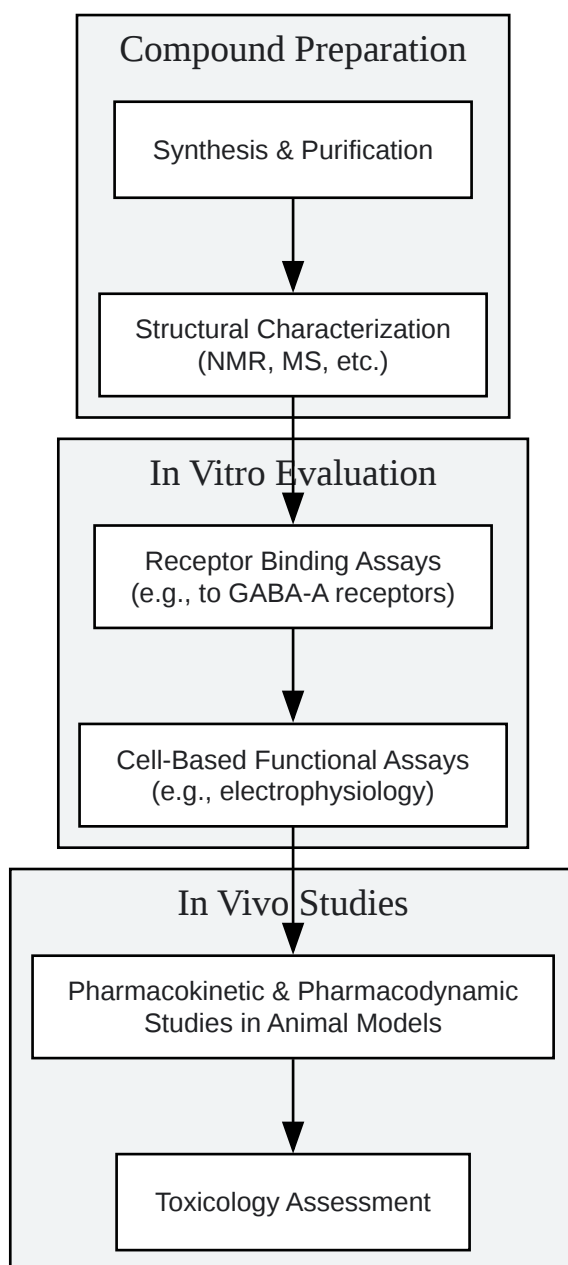 Compound Preparation
Synthesis & Purification
Structural Characterization
(NMR, MS, etc.)
In Vitro Evaluation
Receptor Binding Assays
(e.g., to GABA-A receptors)
Cell-Based Functional Assays
(e.g., electrophysiology)
In Vivo Studies
Pharmacokinetic & Pharmacodynamic
Studies in Animal Models
Toxicology Assessment